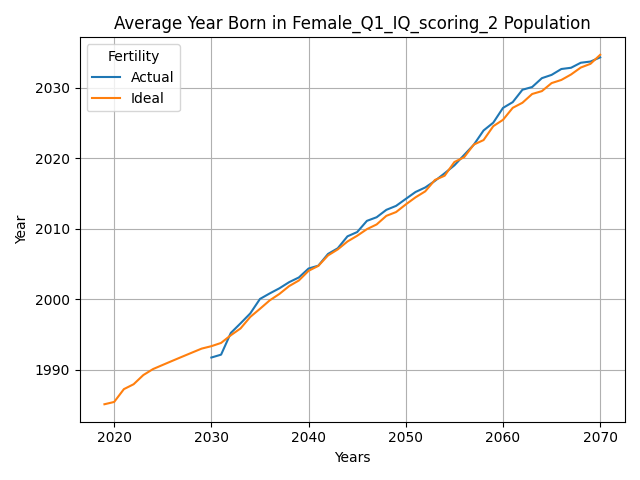 Average Year Born in Female_Q1_IQ_scoring_2 Population
Fertility
Actual
Ideal
Year
2030
2020
2010
2000
1990
2020 2030 2040 2050 2060 2070
Years